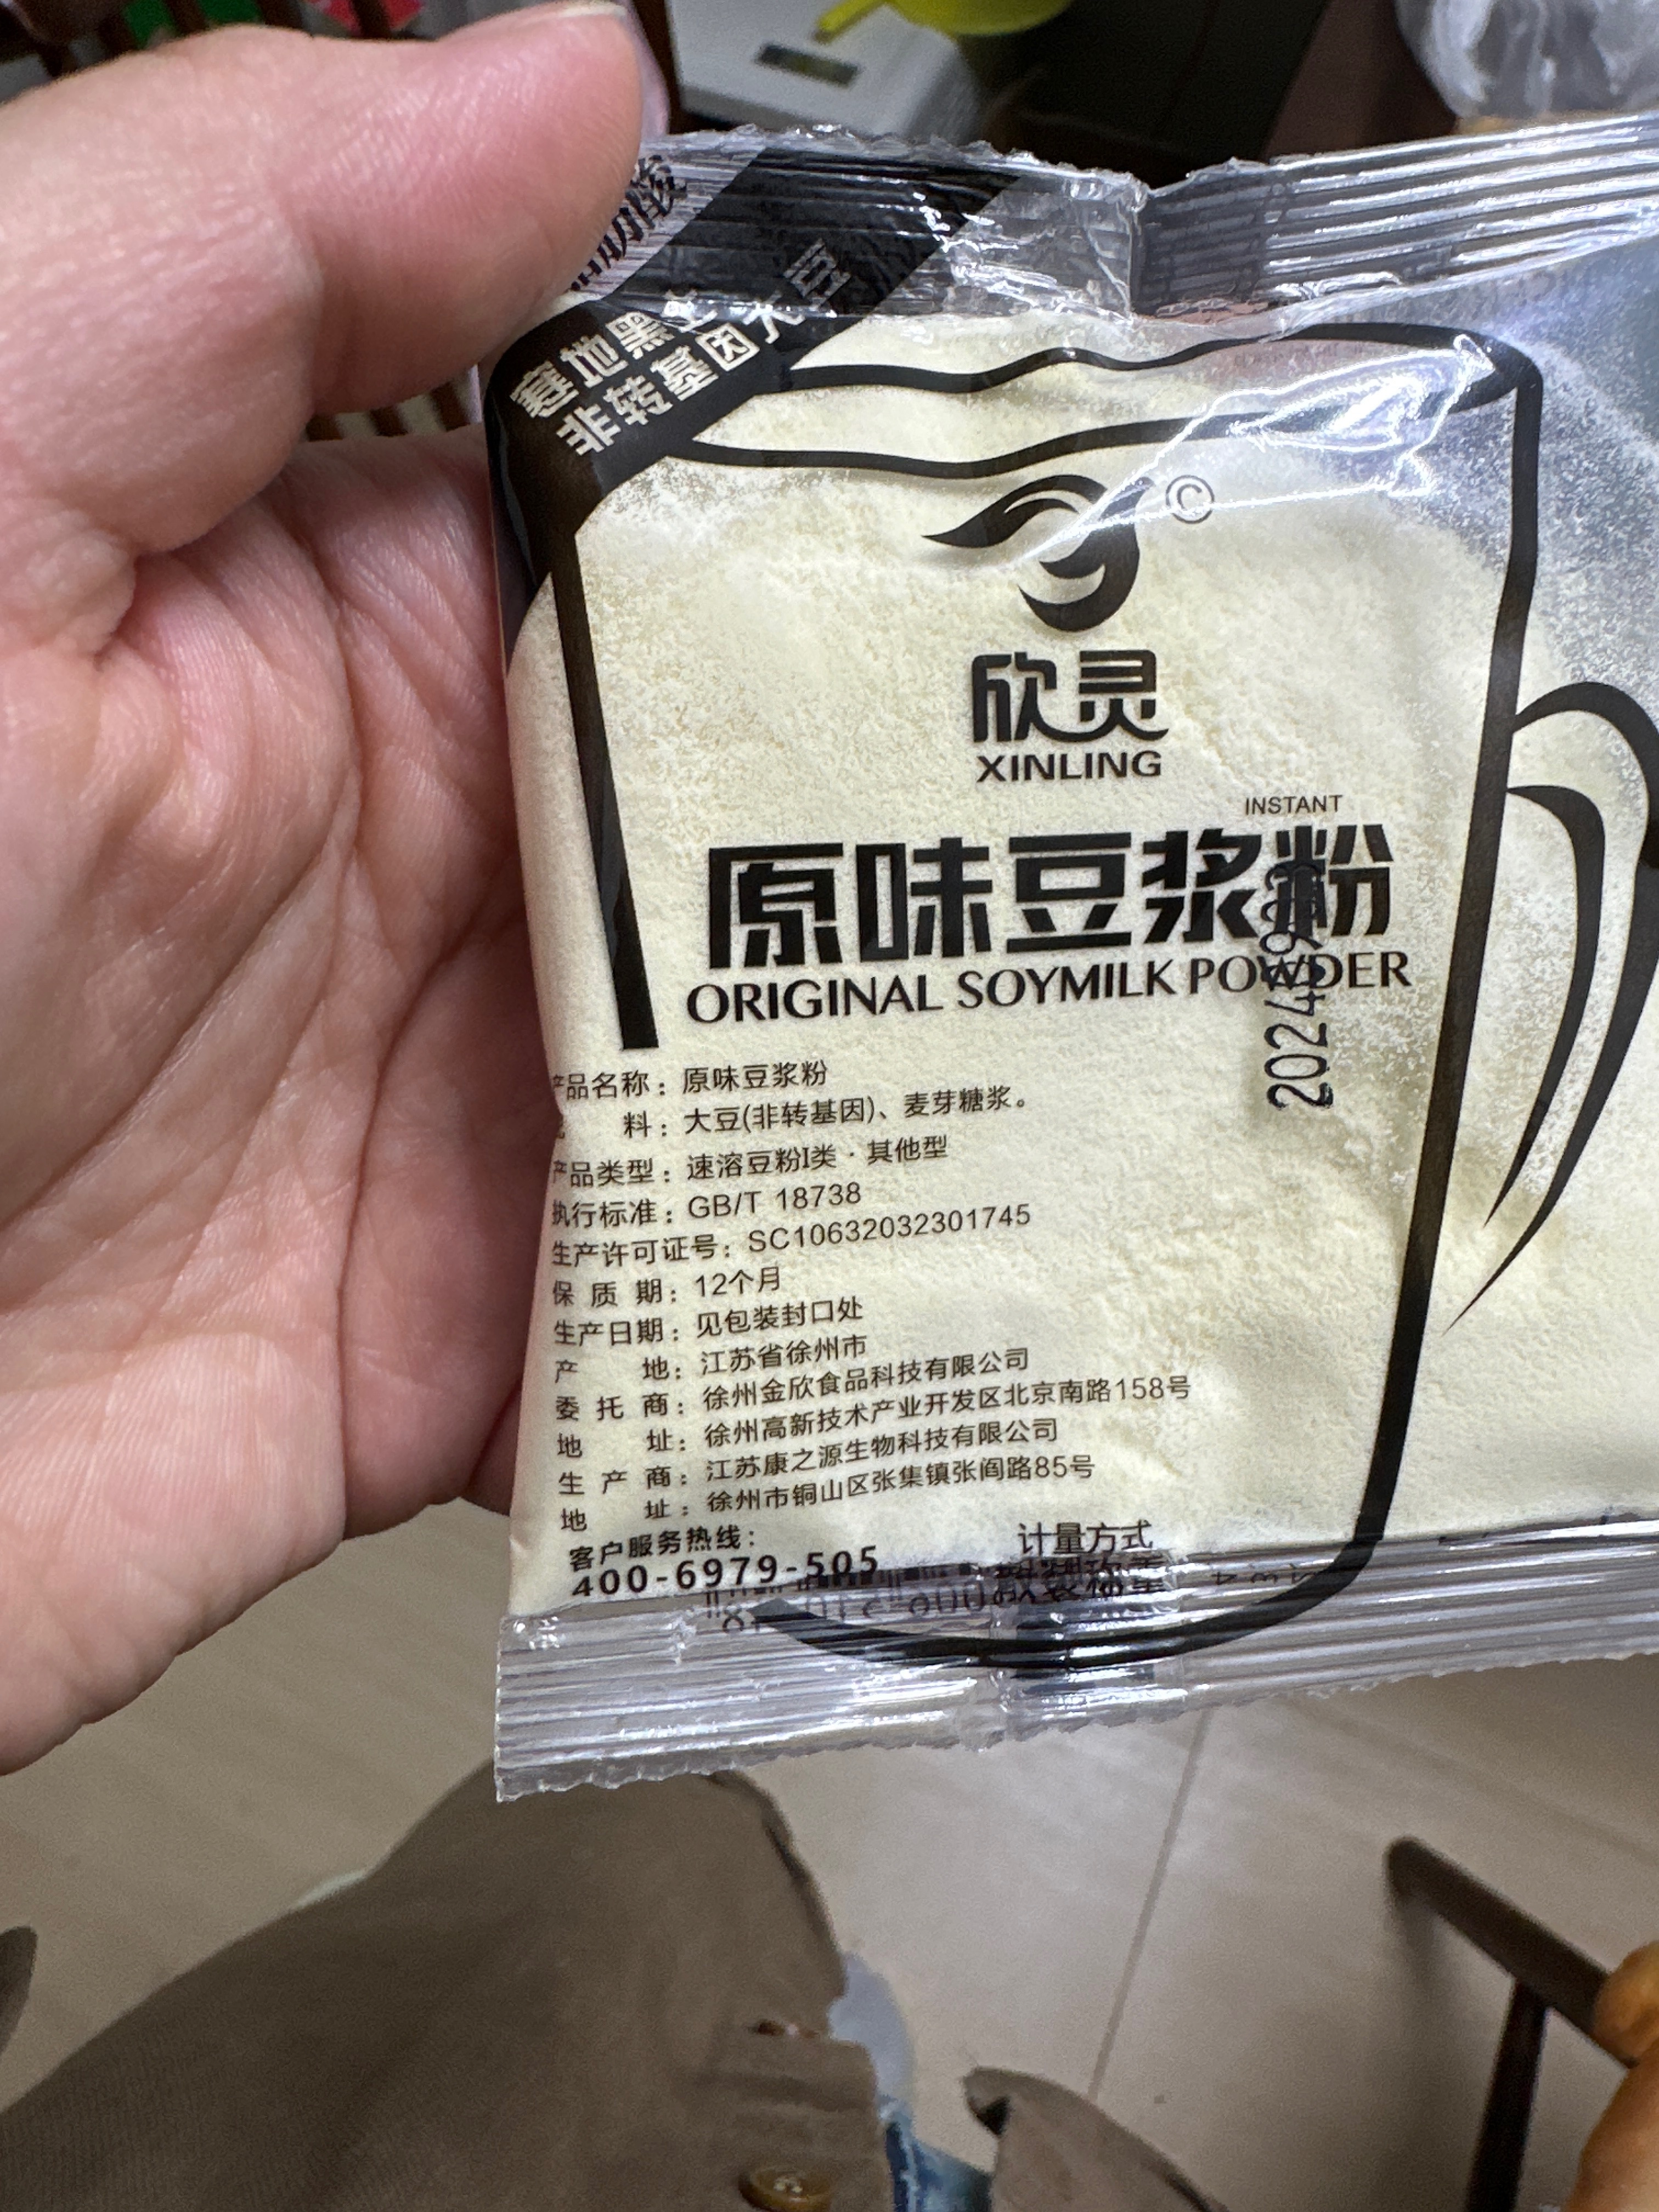 寒地黑土
非转基因大豆
©
欣灵
XINLING
INSTANT
原味豆浆粉
ORIGINAL SOYMILK POWDER
产品名称：原味豆浆粉
料：大豆(非转基因)、麦芽糖浆。
产品类型：速溶豆粉I类·其他型
执行标准：GB/T 18738
生产许可证号：SC10632032301745
保质期：12个月
生产日期：见包装封口处
产地：江苏省徐州市
委托商：徐州金欣食品科技有限公司
地址：徐州高新技术产业开发区北京南路158号
生产商：江苏康之源生物科技有限公司
地址：徐州市铜山区张集镇张阎路85号
客户服务热线：
400-6979-505
计量方式